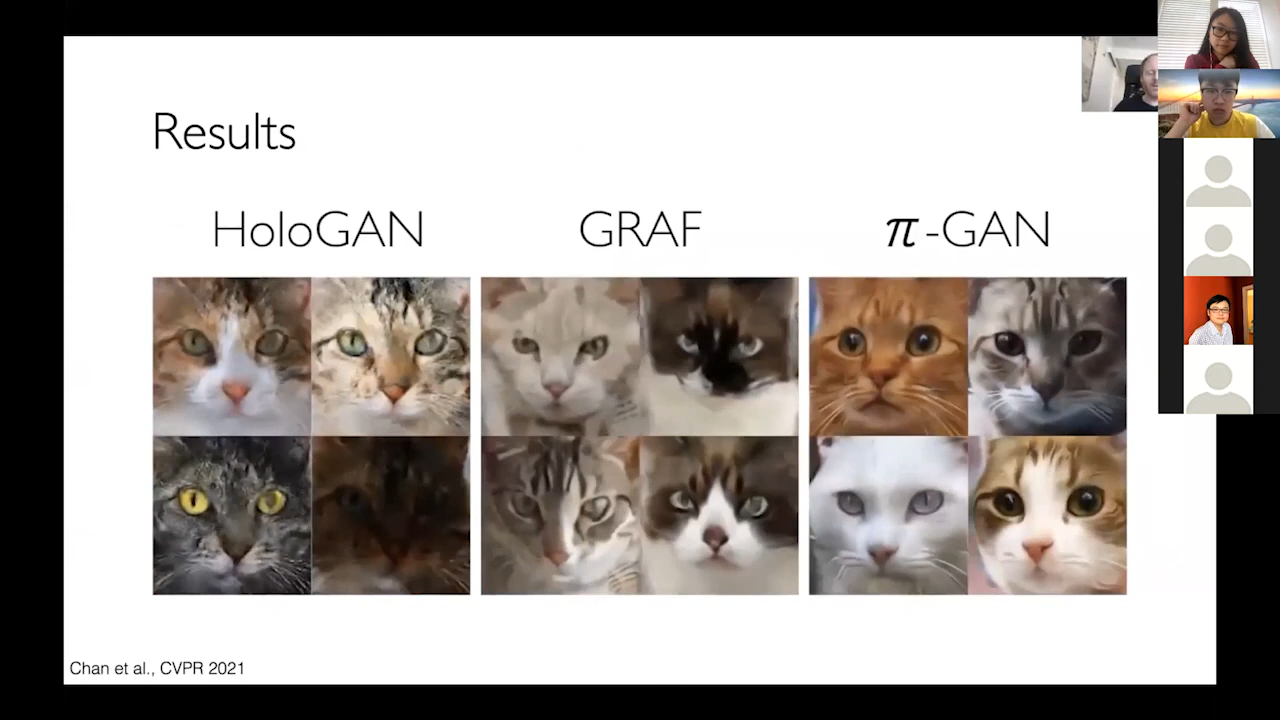 Results
HoloGAN
GRAF
π-GAN
Chan et al., CVPR 2021